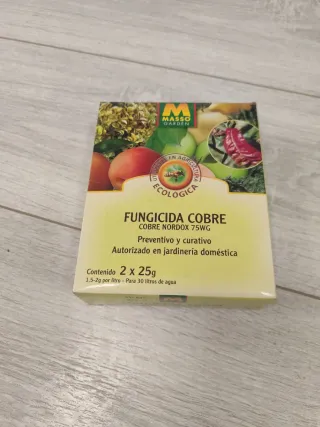 M
MASSO
GARDEN
ECOLÓGICA
FUNGICIDA COBRE
COBRE NORDOX 75WG
Preventivo y curativo
Autorizado en jardinería doméstica
Contenido 2 x 25g
1,5-2g por litro - Para 30 litros de agua